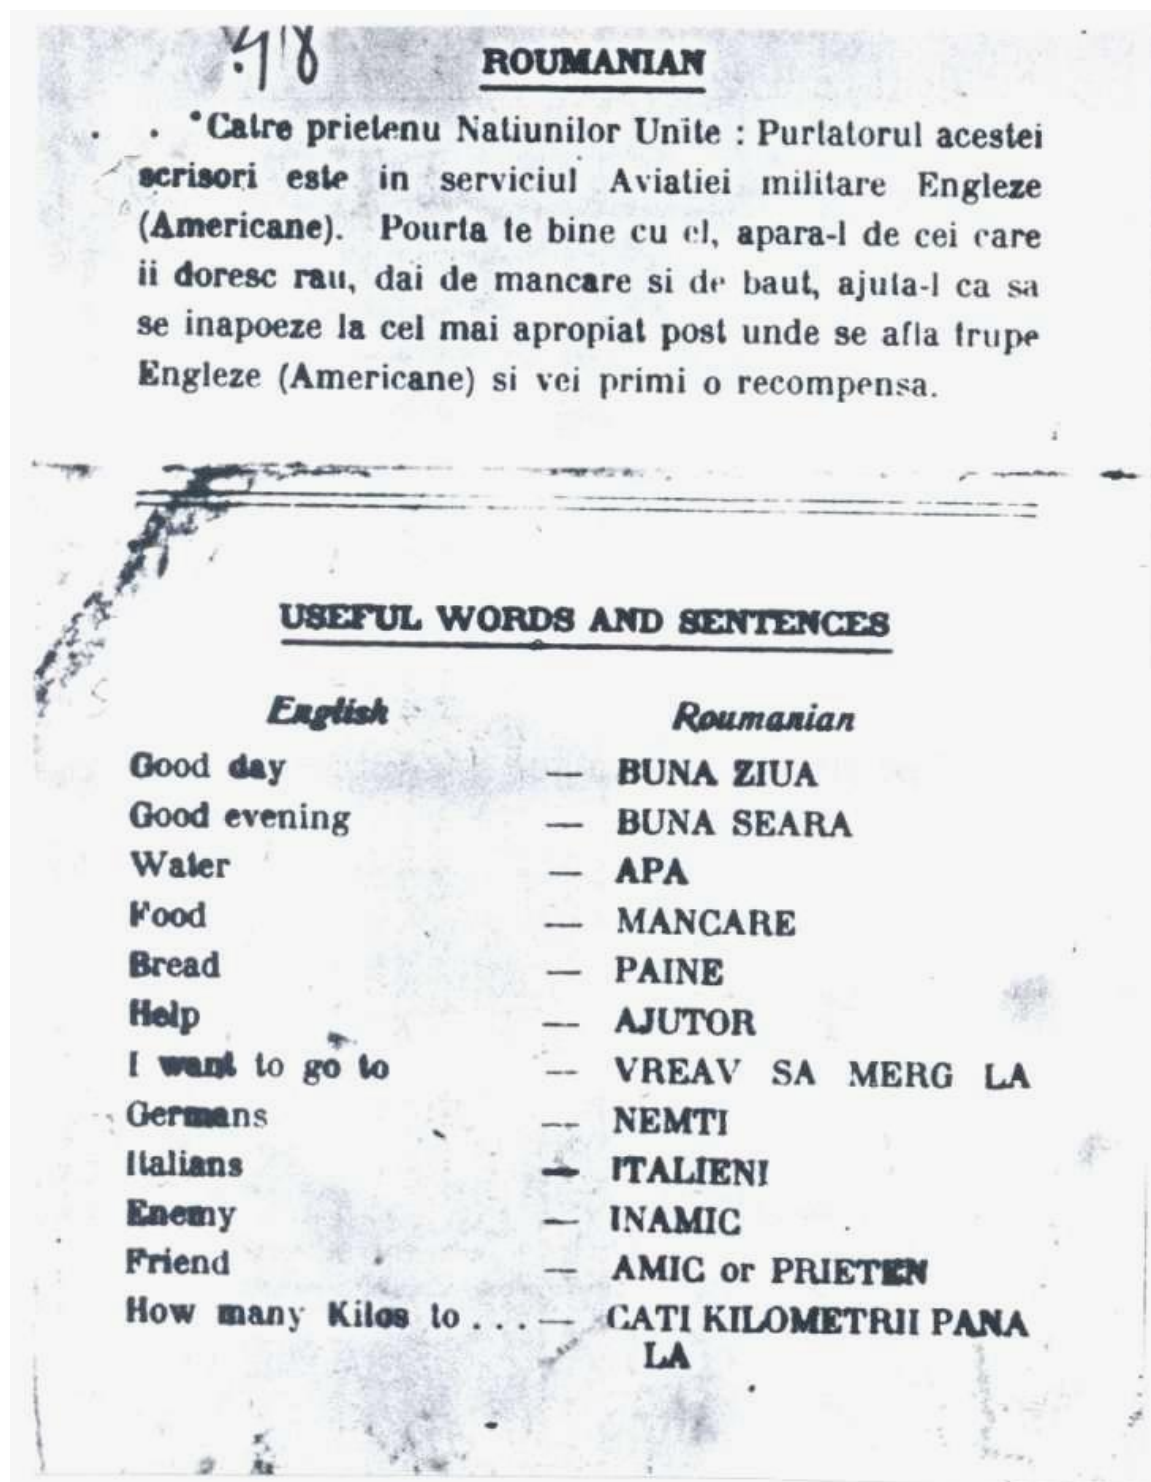 ROUMANIAN
Catre prietenu Natiunilor Unite : Purtatorul acestei
scrisori este in serviciul Aviatiei militare Engleze
(Americane). Pourta te bine cu el, apara-l de cei care
ii doresc rau, dai de mancare si de baut, ajuta-l ca sa
se inapoeze la cel mai apropiat post unde se afla trupe
Engleze (Americane) si vei primi o recompensa.
USEFUL WORDS AND SENTENCES
English Roumanian
Good day — BUNA ZIUA
Good evening — BUNA SEARA
Water — APA
Food — MANCARE
Bread — PAINE
Help — AJUTOR
I want to go to — VREAV SA MERG LA
Germans — NEMTI
Italians — ITALIENI
Enemy — INAMIC
Friend — AMIC or PRIETEN
How many Kilos to ... — CATI KILOMETRII PANA
LA